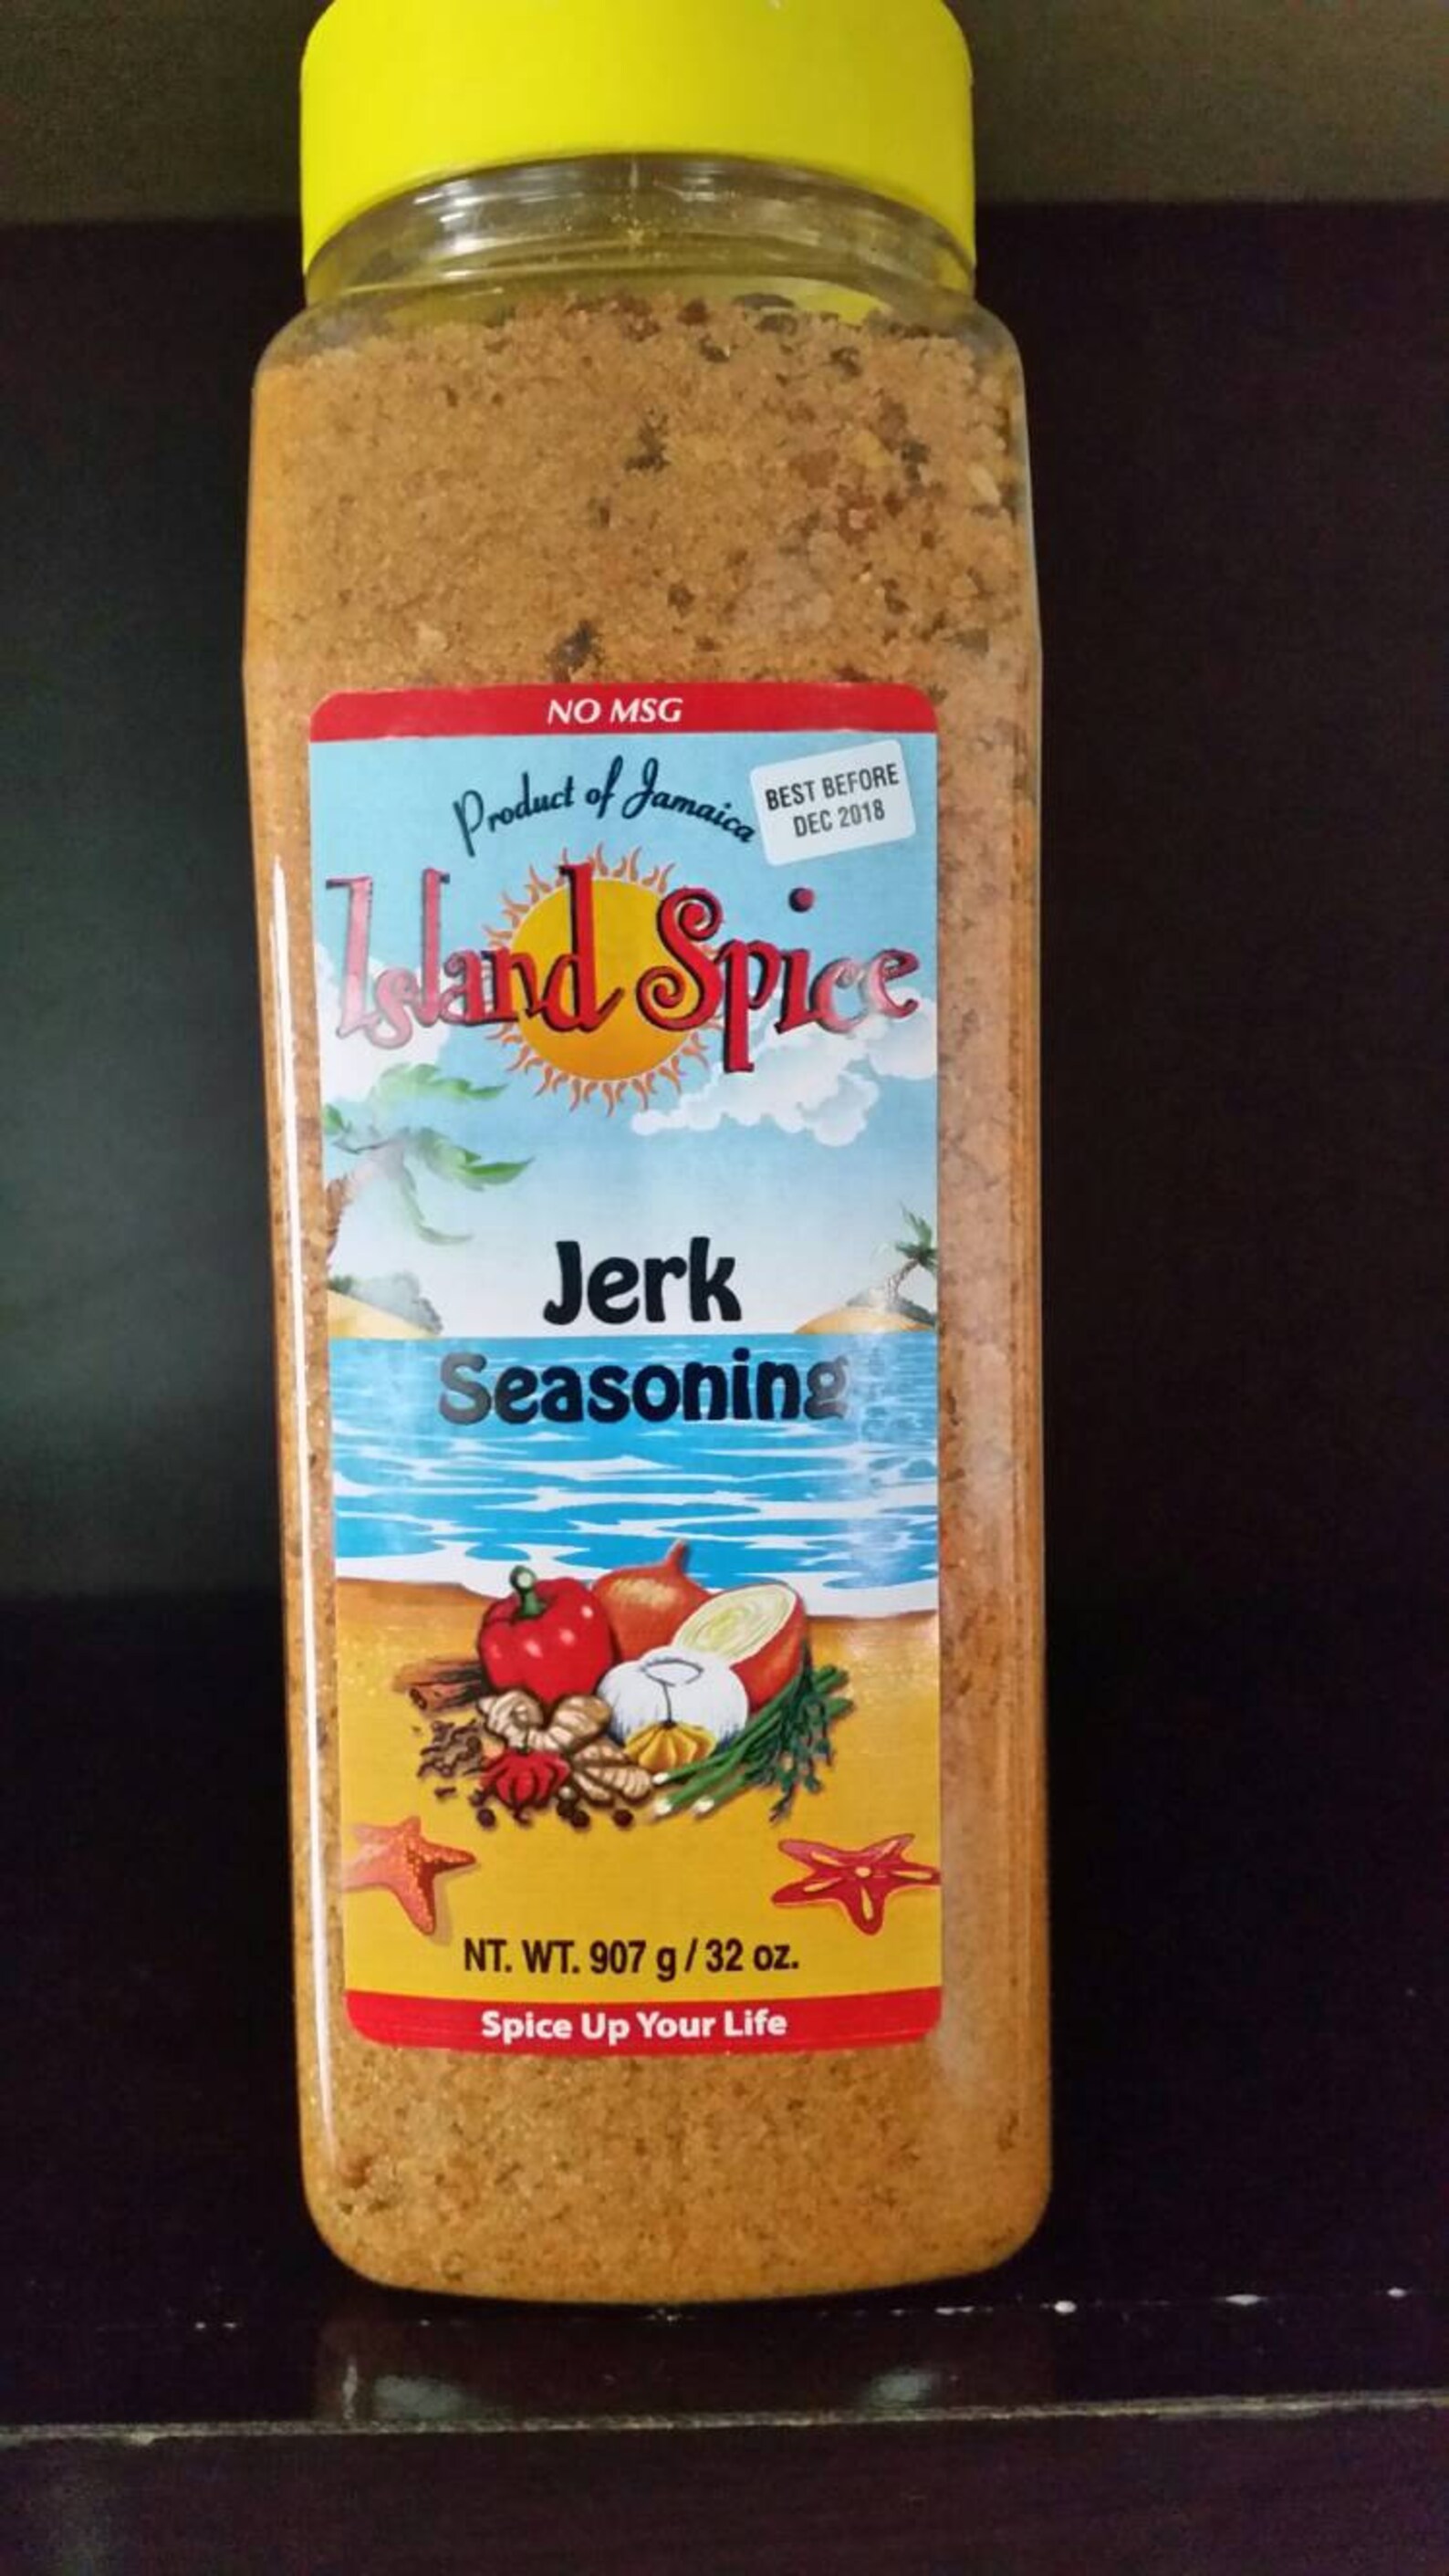 NO MSG
Product of Jamaica
BEST BEFORE
DEC 2018
Island Spice
Jerk
Seasoning
NT. WT. 907 g / 32 oz.
Spice Up Your Life